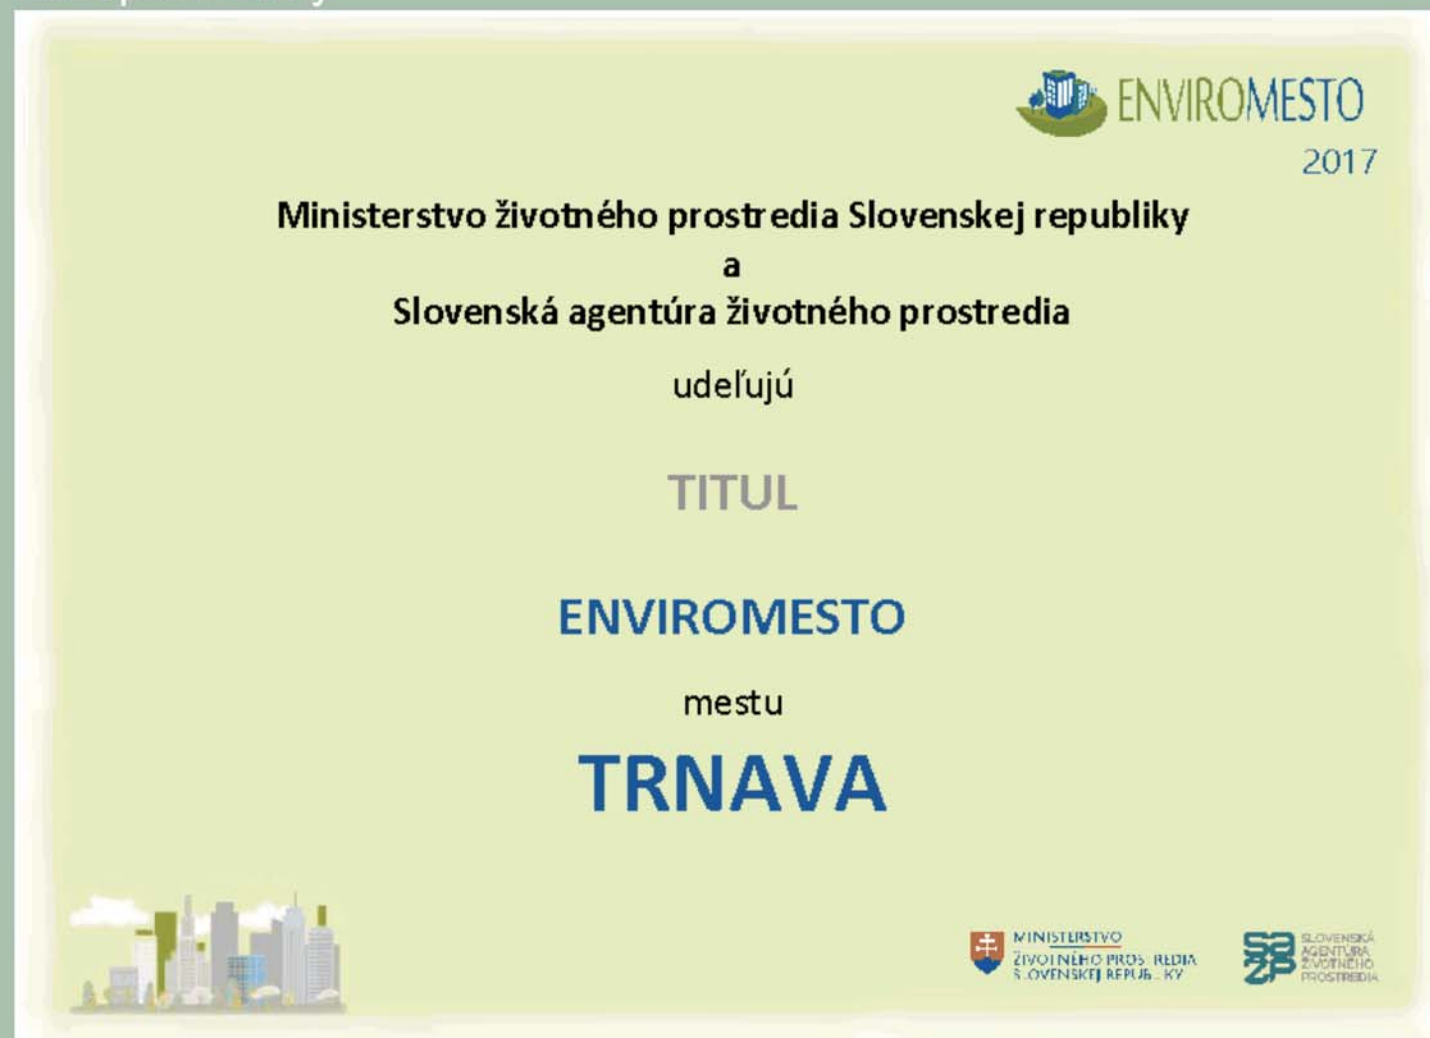 ENVIROMESTO
2017
Ministerstvo životného prostredia Slovenskej republiky
a
Slovenská agentúra životného prostredia
udeľujú
TITUL
ENVIROMESTO
mestu
TRNAVA
MINISTERSTVO
ŽIVOTNÉHO PROSTREDIA
SLOVENSKEJ REPUBLIKY
sažp
SLOVENSKÁ
AGENTÚRA
ŽIVOTNÉHO
PROSTREDIA